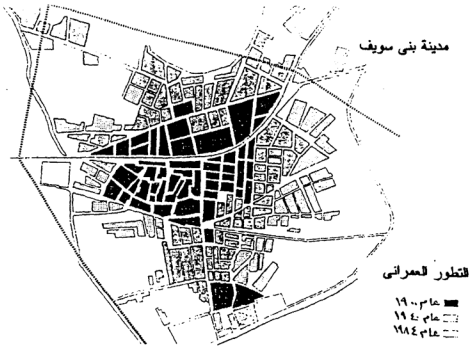 مدينة بنى سويف
التطور العمرانى
عام ١٩٠٠
عام ١٩٤٠
عام ١٩٨٤